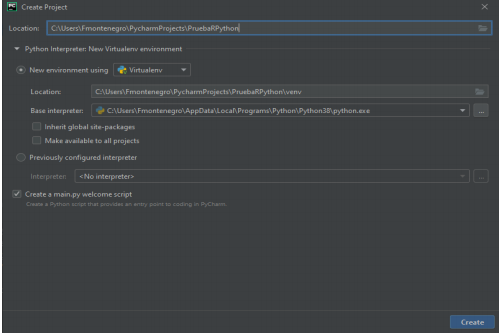 PC
Create Project
Location: C:\Users\Fmontenegro\PycharmProjects\PruebaRPython
Python Interpreter: New Virtualenv environment
New environment using Virtualenv
Location: C:\Users\Fmontenegro\PycharmProjects\PruebaRPython\venv
Base interpreter: C:\Users\Fmontenegro\AppData\Local\Programs\Python\Python38\python.exe ...
Inherit global site-packages
Make available to all projects
Previously configured interpreter
Interpreter: <No interpreter> ...
Create a main.py welcome script
Create a Python script that provides an entry point to coding in PyCharm.
Create